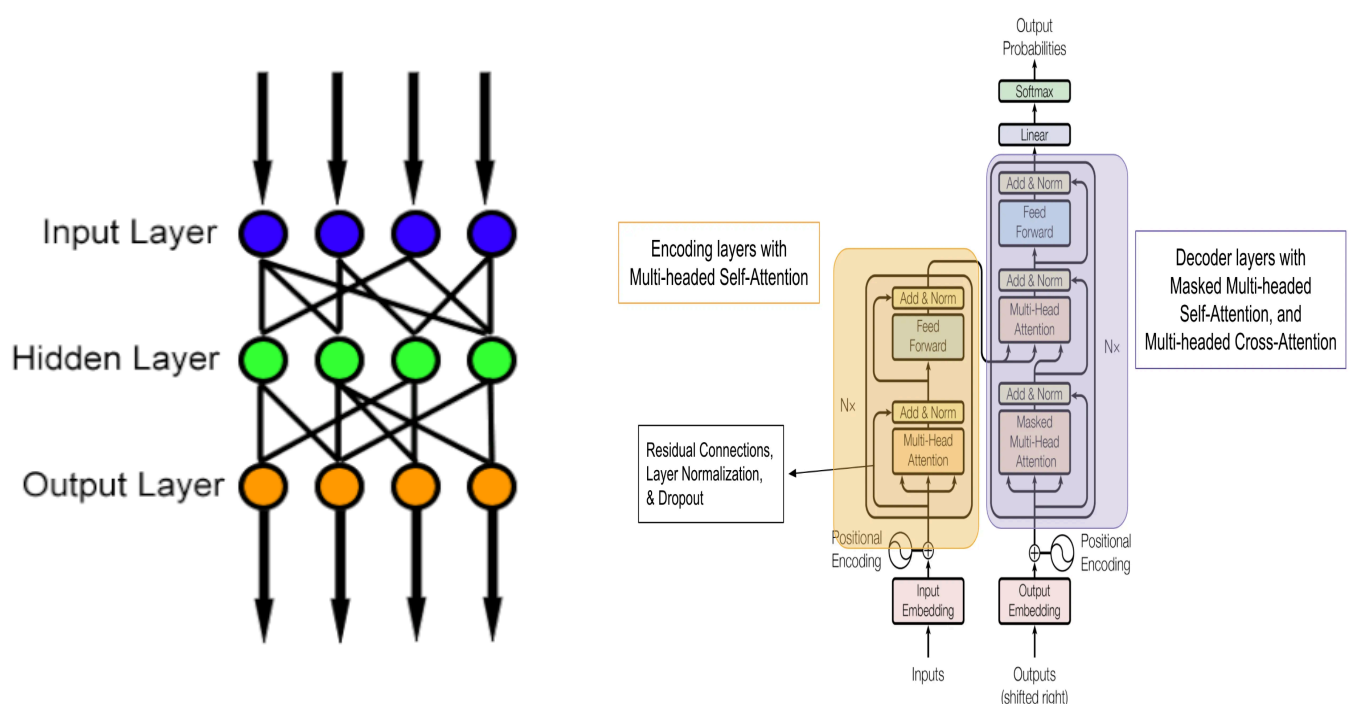 Input Layer
Hidden Layer
Output Layer
Output
Probabilities
Softmax
Linear
Add & Norm
Feed
Forward
Add & Norm
Multi-Head
Attention
Add & Norm
Masked
Multi-Head
Attention
Nx
Positional
Encoding
Output
Embedding
Outputs
(shifted right)
Decoder layers with
Masked Multi-headed
Self-Attention, and
Multi-headed Cross-Attention
Encoding layers with
Multi-headed Self-Attention
Add & Norm
Feed
Forward
Add & Norm
Multi-Head
Attention
Nx
Residual Connections,
Layer Normalization,
& Dropout
Positional
Encoding
Input
Embedding
Inputs